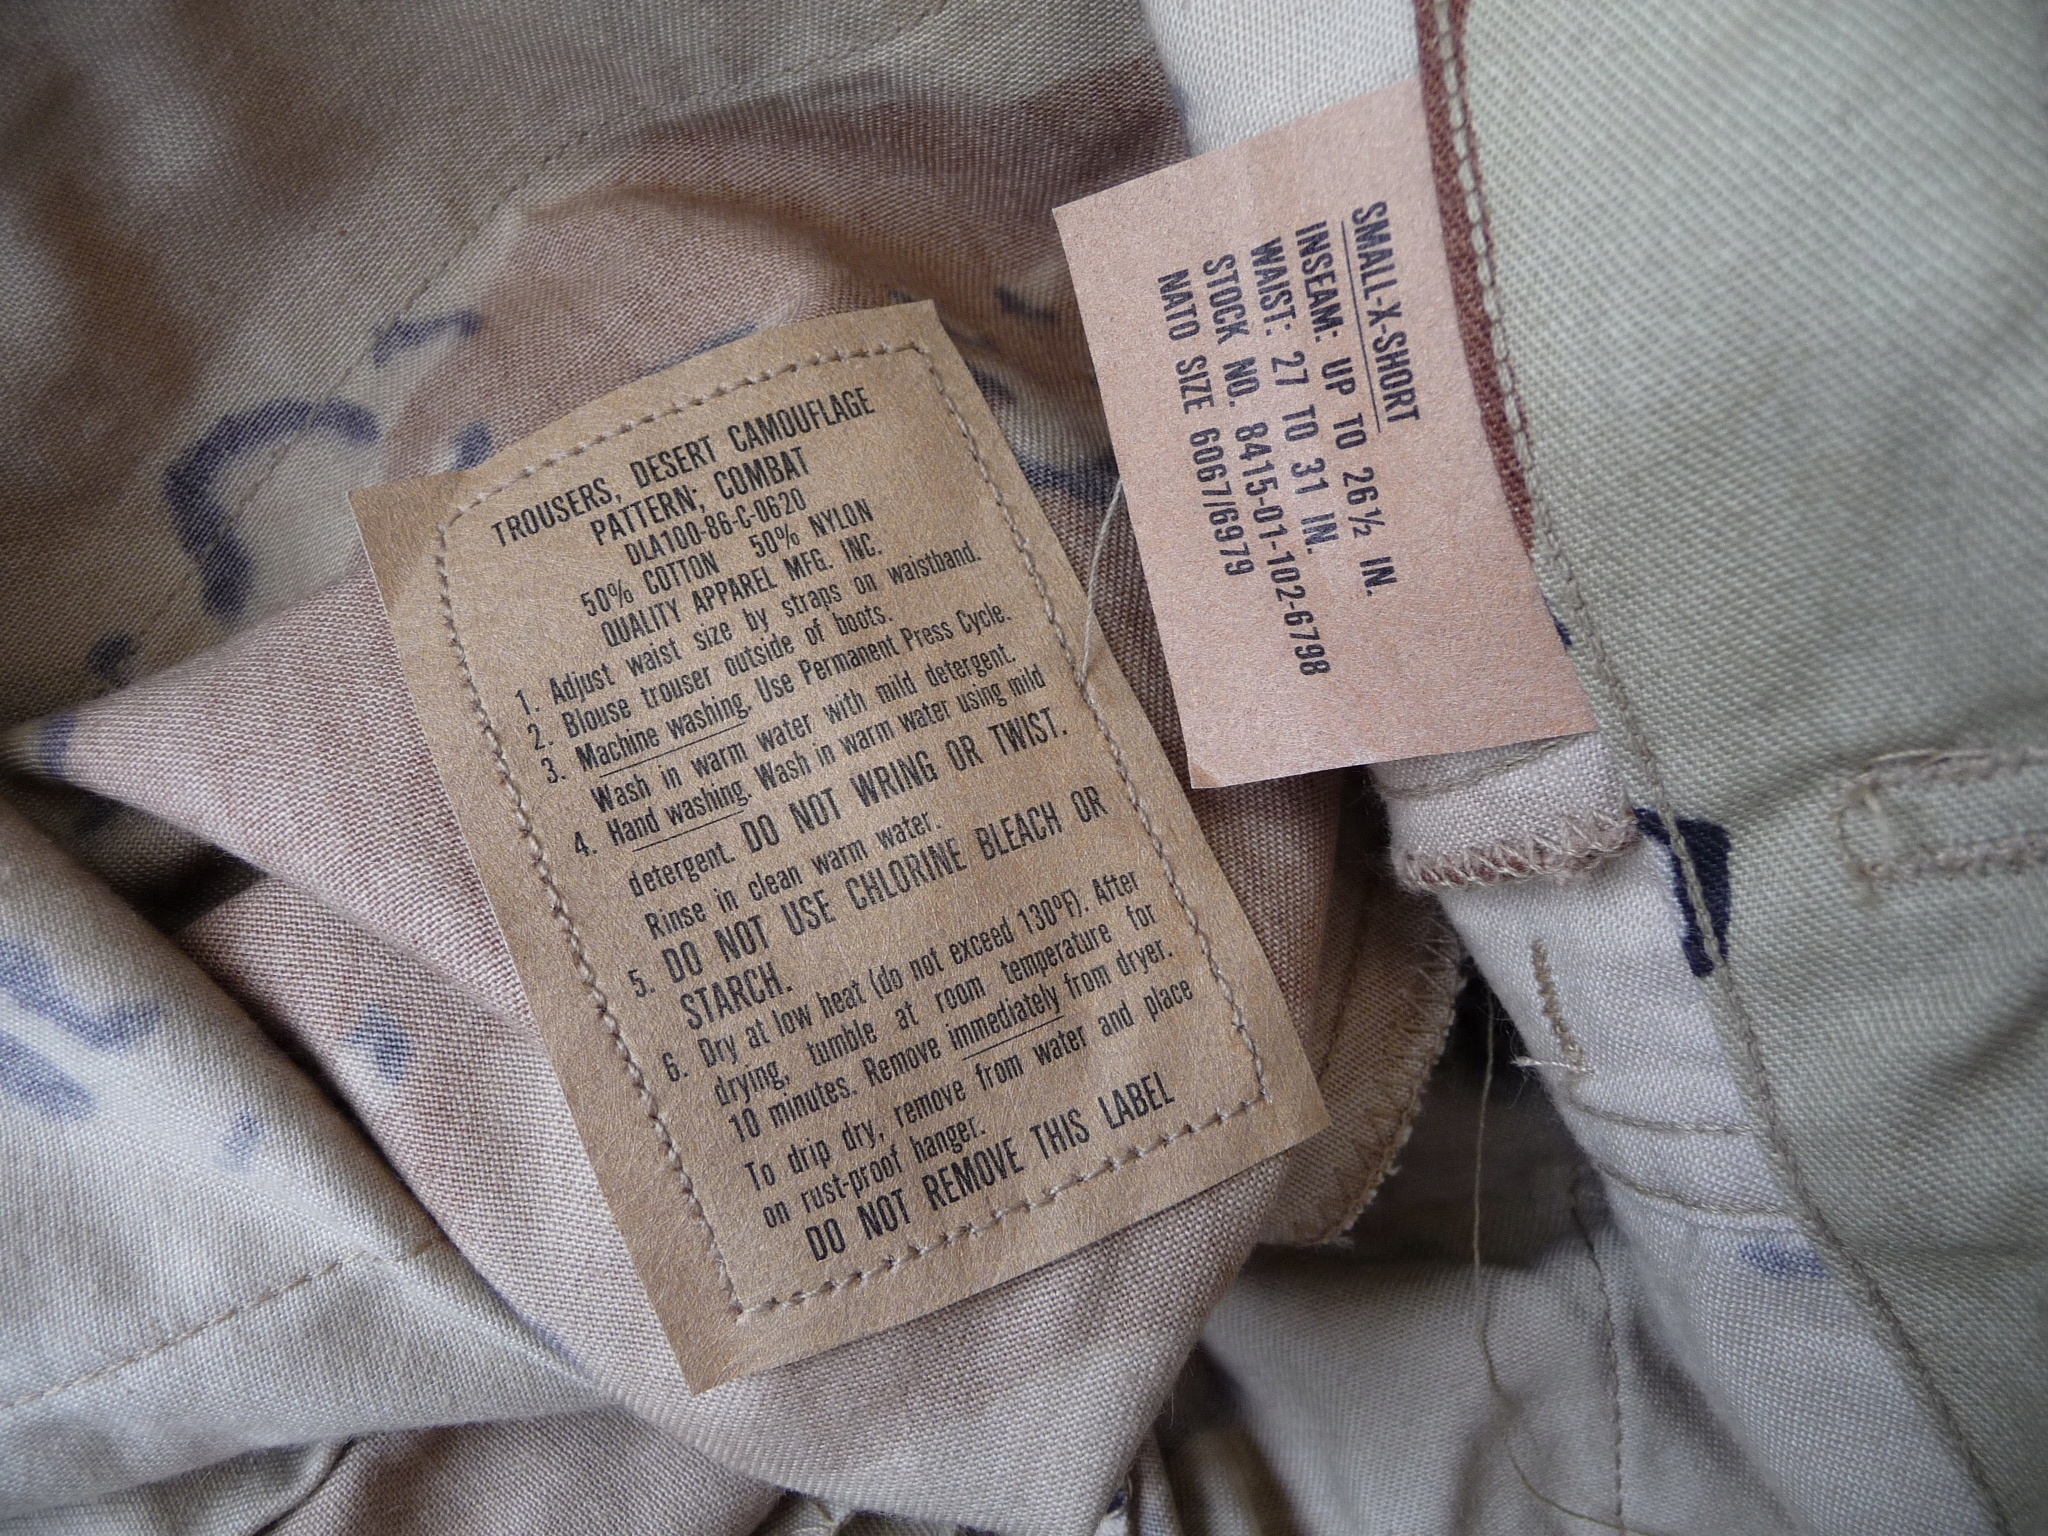 TROUSERS, DESERT CAMOUFLAGE
PATTERN; COMBAT
DLA100-86-C-0620
50% COTTON 50% NYLON
QUALITY APPAREL MFG. INC.
1. Adjust waist size by straps on waistband.
2. Blouse trouser outside of boots.
3. Machine washing. Use Permanent Press Cycle.
Wash in warm water with mild detergent.
4. Hand washing. Wash in warm water using mild
detergent. DO NOT WRING OR TWIST.
Rinse in clean warm water.
5. DO NOT USE CHLORINE BLEACH OR
STARCH.
6. Dry at low heat (do not exceed 130°F). After
drying, tumble at room temperature for
10 minutes. Remove immediately from dryer.
To drip dry, remove from water and place
on rust-proof hanger.
DO NOT REMOVE THIS LABEL
SMALL-X-SHORT
INSEAM: UP TO 26½ IN.
WAIST: 27 TO 31 IN.
STOCK NO. 8415-01-102-6798
NATO SIZE 6067/6979